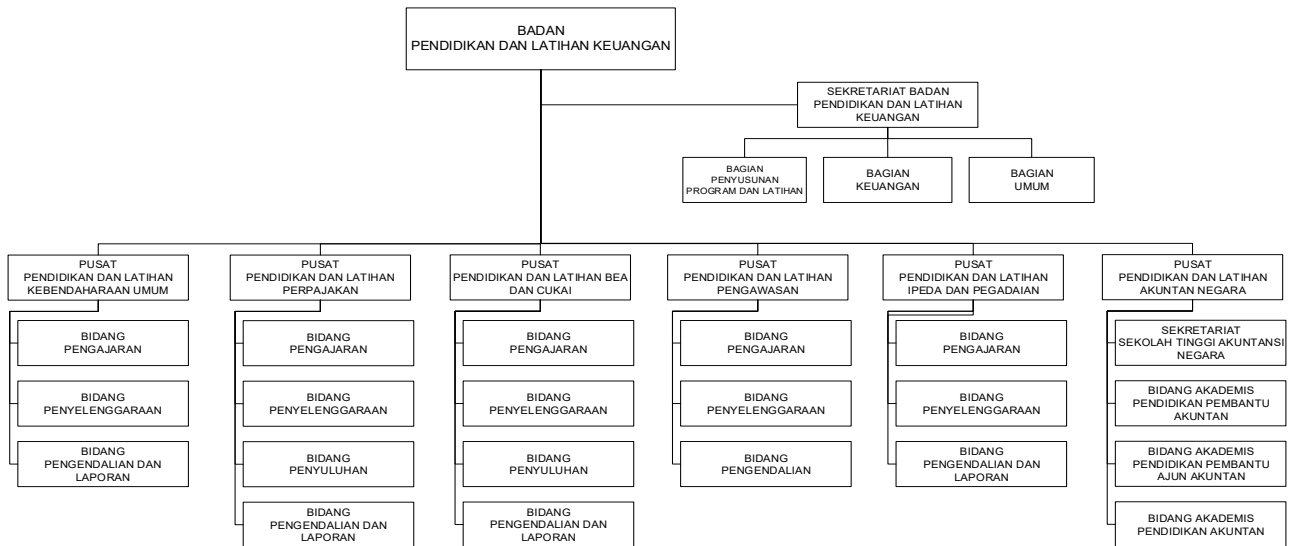 BADAN
PENDIDIKAN DAN LATIHAN KEUANGAN
SEKRETARIAT BADAN
PENDIDIKAN DAN LATIHAN
KEUANGAN
BAGIAN
PENYUSUNAN
PROGRAM DAN LATIHAN
BAGIAN
KEUANGAN
BAGIAN
UMUM
PUSAT
PENDIDIKAN DAN LATIHAN
KEBENDAHARAAN UMUM
BIDANG
PENGAJARAN
BIDANG
PENYELENGGARAAN
BIDANG
PENGENDALIAN DAN
LAPORAN
PUSAT
PENDIDIKAN DAN LATIHAN
PERPAJAKAN
BIDANG
PENGAJARAN
BIDANG
PENYELENGGARAAN
BIDANG
PENYULUHAN
BIDANG
PENGENDALIAN DAN
LAPORAN
PUSAT
PENDIDIKAN DAN LATIHAN BEA
DAN CUKAI
BIDANG
PENGAJARAN
BIDANG
PENYELENGGARAAN
BIDANG
PENYULUHAN
BIDANG
PENGENDALIAN DAN
LAPORAN
PUSAT
PENDIDIKAN DAN LATIHAN
PENGAWASAN
BIDANG
PENGAJARAN
BIDANG
PENYELENGGARAAN
BIDANG
PENGENDALIAN
PUSAT
PENDIDIKAN DAN LATIHAN
IPEDA DAN PEGADAIAN
BIDANG
PENGAJARAN
BIDANG
PENYELENGGARAAN
BIDANG
PENGENDALIAN DAN
LAPORAN
PUSAT
PENDIDIKAN DAN LATIHAN
AKUNTAN NEGARA
SEKRETARIAT
SEKOLAH TINGGI AKUNTANSI
NEGARA
BIDANG AKADEMIS
PENDIDIKAN PEMBANTU
AKUNTAN
BIDANG AKADEMIS
PENDIDIKAN PEMBANTU
AJUN AKUNTAN
BIDANG AKADEMIS
PENDIDIKAN AKUNTAN